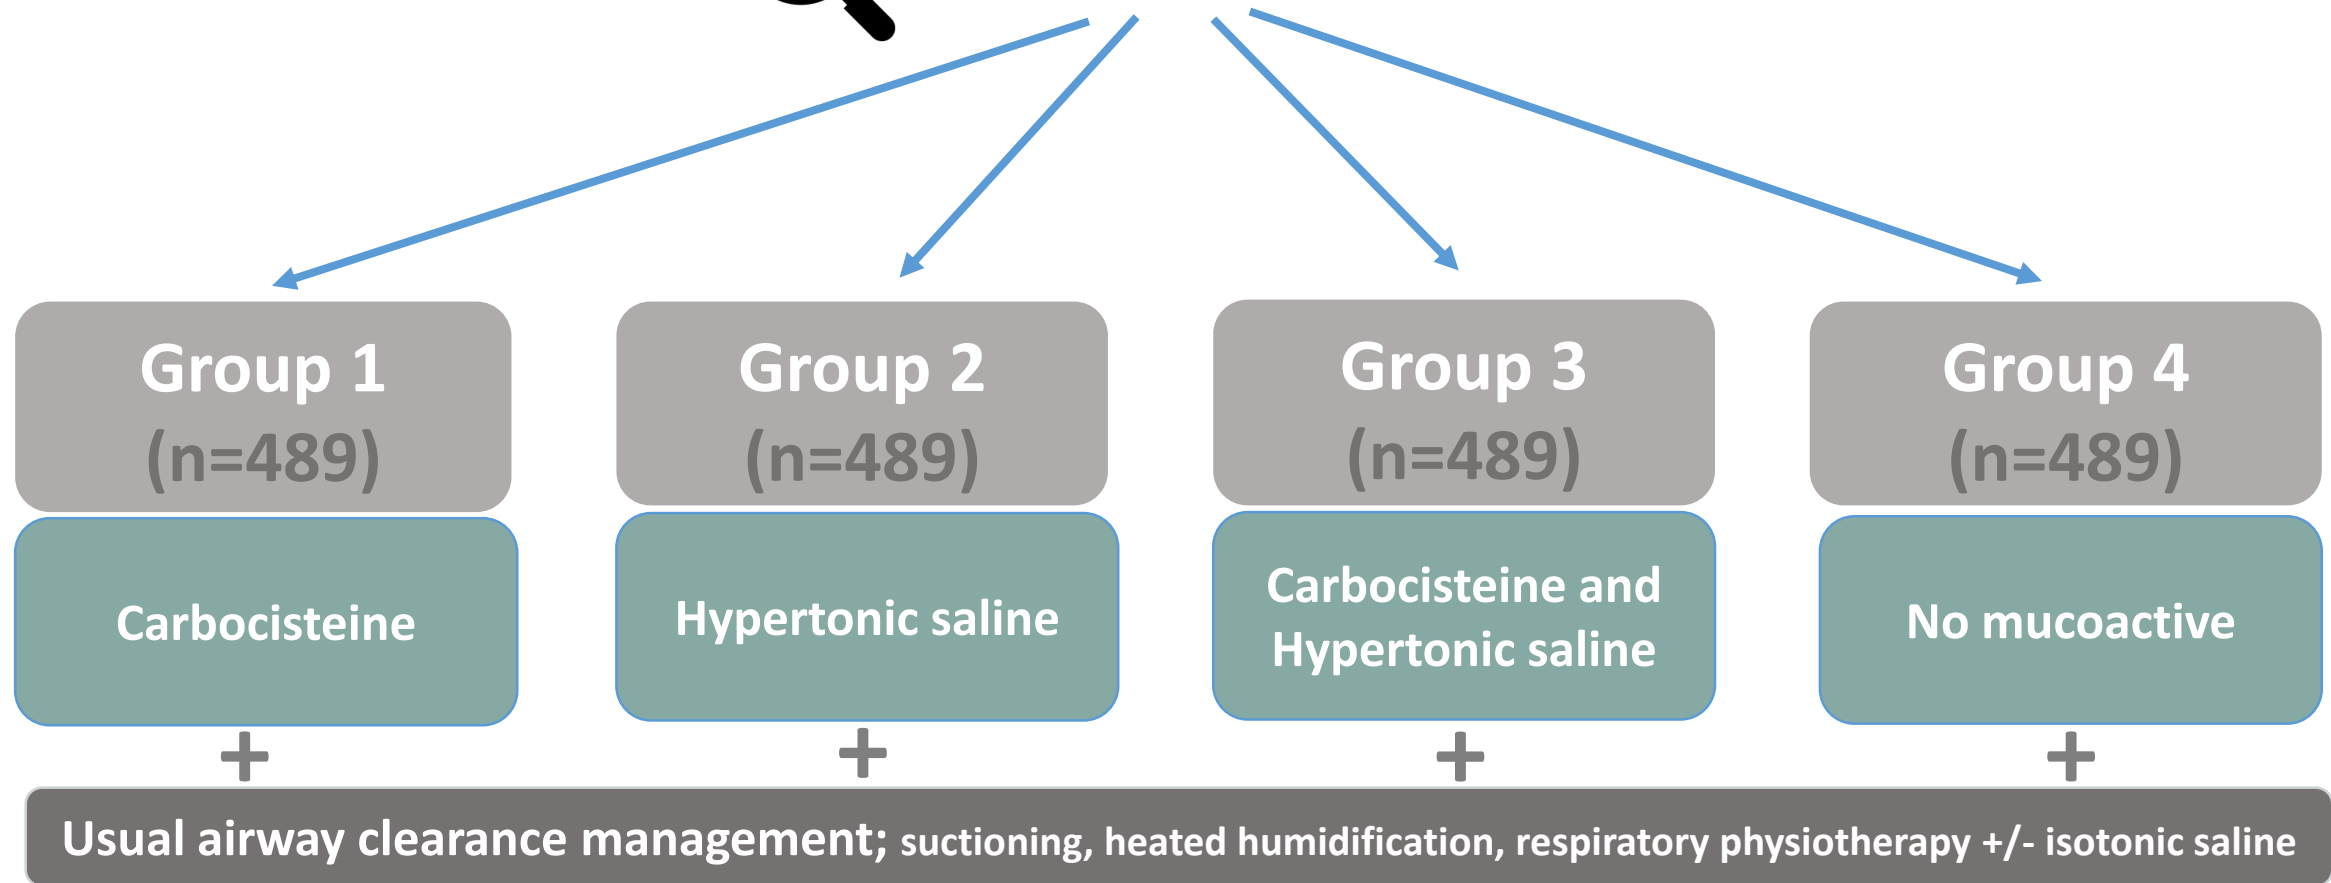 Group 1
(n=489)
Carbocisteine
+
Group 2
(n=489)
Hypertonic saline
+
Group 3
(n=489)
Carbocisteine and
Hypertonic saline
+
Group 4
(n=489)
No mucoactive
+
Usual airway clearance management; suctioning, heated humidification, respiratory physiotherapy +/- isotonic saline